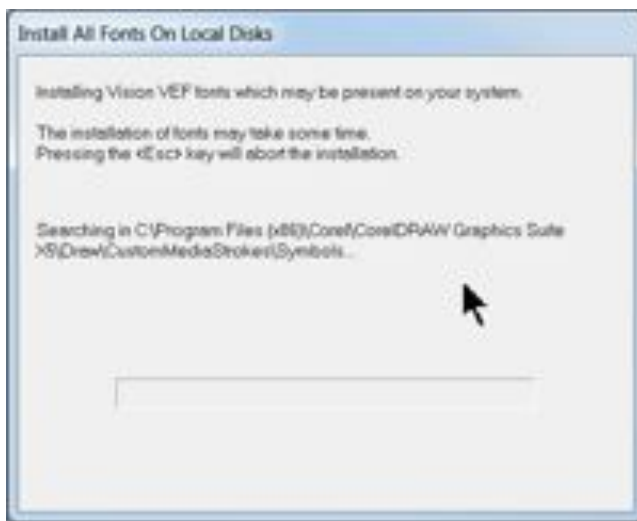 Install All Fonts On Local Disks
Installing Vision VEF fonts which may be present on your system.
The installation of fonts may take some time.
Pressing the <Esc> key will abort the installation.
Searching in C:\Program Files (x86)\Corel\CorelDRAW Graphics Suite
X5\Draw\CustomMediaStrokes\Symbols...